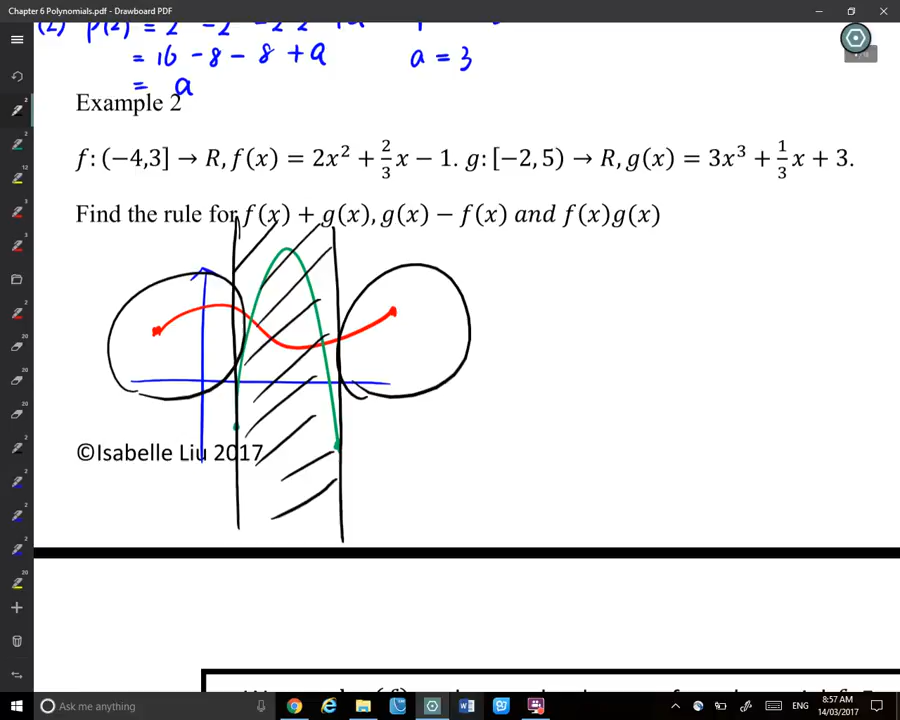 Chapter 6 Polynomials.pdf - Drawboard PDF
= 16 - 8 - 8 + a a = 3
= a
Example 2
f: (−4,3] → R, f(x) = 2x² + 2/3 x − 1. g: [−2, 5) → R, g(x) = 3x³ + 1/3 x + 3.
Find the rule for f(x) + g(x), g(x) − f(x) and f(x)g(x)
©Isabelle Liu 2017
Ask me anything
ENG
8:57 AM
14/03/2017